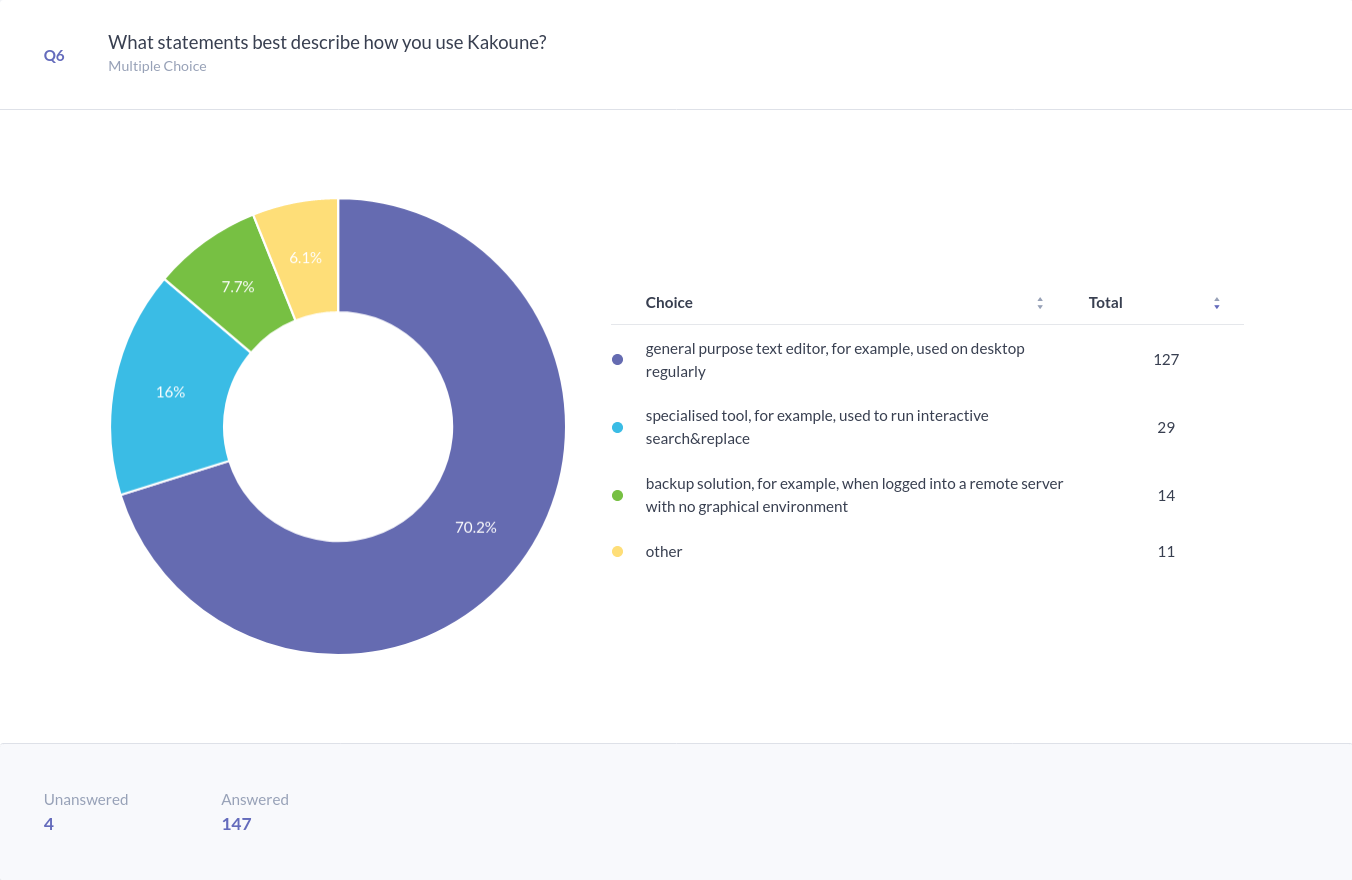 Q6
What statements best describe how you use Kakoune?
Multiple Choice
6.1%
7.7%
16%
70.2%
Choice Total
general purpose text editor, for example, used on desktop
regularly
127
specialised tool, for example, used to run interactive
search&replace
29
backup solution, for example, when logged into a remote server
with no graphical environment
14
other 11
Unanswered Answered
4 147